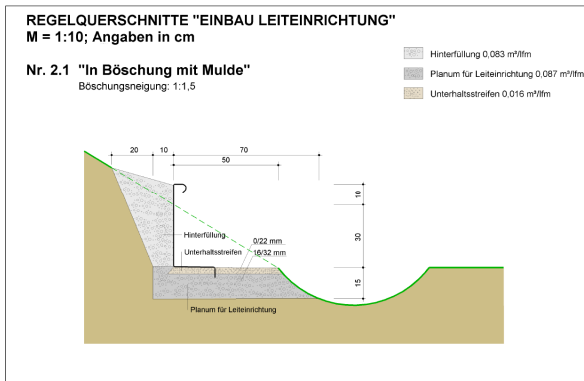 REGELQUERSCHNITTE "EINBAU LEITEINRICHTUNG"
M = 1:10; Angaben in cm
Nr. 2.1 "In Böschung mit Mulde"
Böschungsneigung: 1:1,5
Hinterfüllung 0,083 m³/lfm
Planum für Leiteinrichtung 0,087 m³/lfm
Unterhaltsstreifen 0,016 m³/lfm
20 10 70
50
10
30
15
Hinterfüllung
0/22 mm
Unterhaltsstreifen
16/32 mm
Planum für Leiteinrichtung